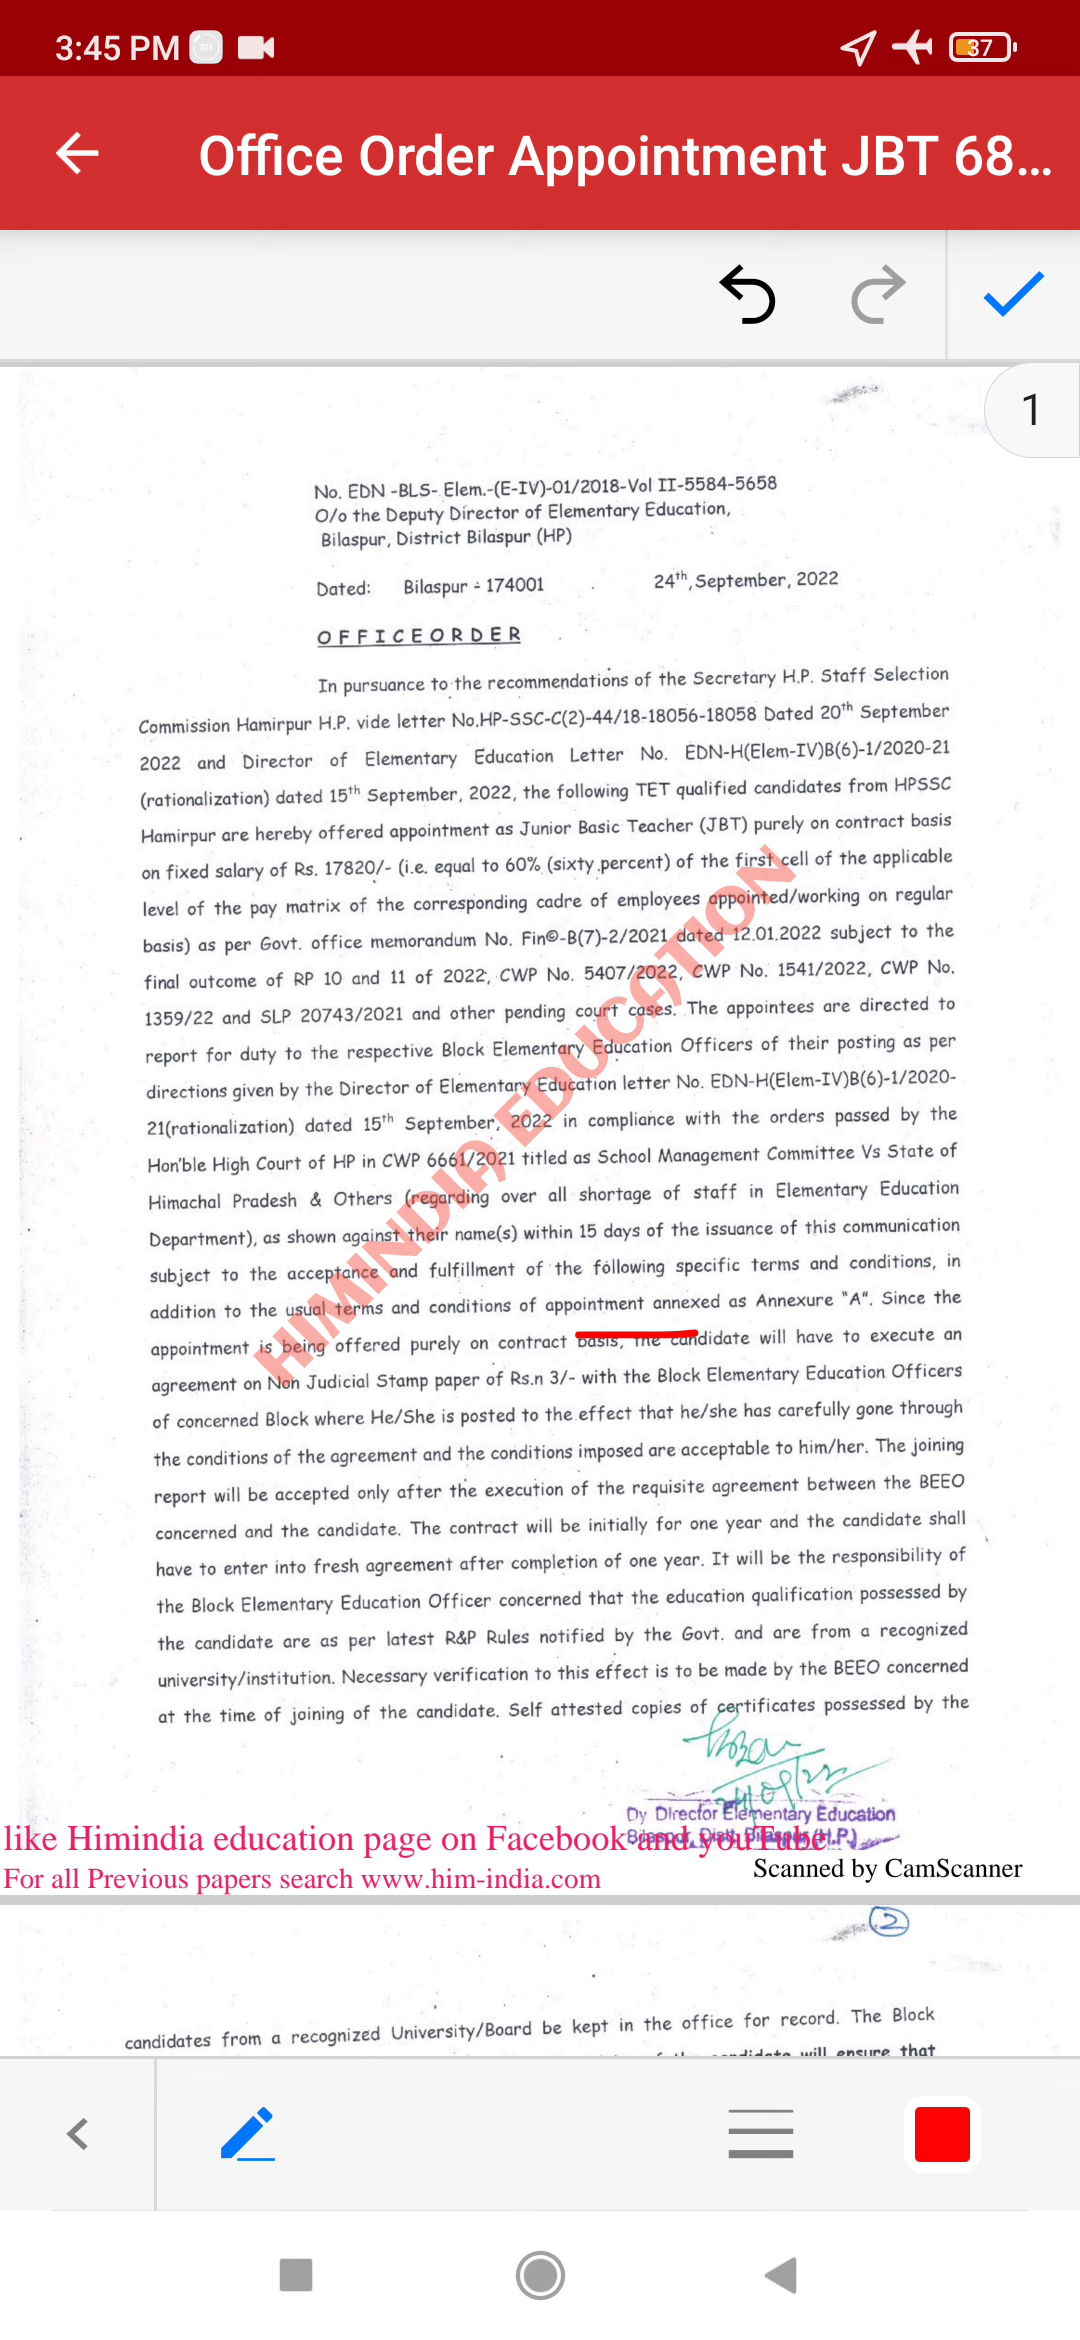 3:45 PM
37
Office Order Appointment JBT 68...
1
No. EDN -BLS- Elem.-(E-IV)-01/2018-Vol II-5584-5658
O/o the Deputy Director of Elementary Education,
Bilaspur, District Bilaspur (HP)
Dated: Bilaspur - 174001 24th, September, 2022
OFFICEORDER
In pursuance to the recommendations of the Secretary H.P. Staff Selection
Commission Hamirpur H.P. vide letter No.HP-SSC-C(2)-44/18-18056-18058 Dated 20th September
2022 and Director of Elementary Education Letter No. EDN-H(Elem-IV)B(6)-1/2020-21
(rationalization) dated 15th September, 2022, the following TET qualified candidates from HPSSC
Hamirpur are hereby offered appointment as Junior Basic Teacher (JBT) purely on contract basis
on fixed salary of Rs. 17820/- (i.e. equal to 60% (sixty percent) of the first cell of the applicable
level of the pay matrix of the corresponding cadre of employees appointed/working on regular
basis) as per Govt. office memorandum No. Fin©-B(7)-2/2021 dated 12.01.2022 subject to the
final outcome of RP 10 and 11 of 2022, CWP No. 5407/2022, CWP No. 1541/2022, CWP No.
1359/22 and SLP 20743/2021 and other pending court cases. The appointees are directed to
report for duty to the respective Block Elementary Education Officers of their posting as per
directions given by the Director of Elementary Education letter No. EDN-H(Elem-IV)B(6)-1/2020-
21(rationalization) dated 15th September, 2022 in compliance with the orders passed by the
Hon'ble High Court of HP in CWP 6661/2021 titled as School Management Committee Vs State of
Himachal Pradesh & Others (regarding over all shortage of staff in Elementary Education
Department), as shown against their name(s) within 15 days of the issuance of this communication
subject to the acceptance and fulfillment of the following specific terms and conditions, in
addition to the usual terms and conditions of appointment annexed as Annexure "A". Since the
appointment is being offered purely on contract basis, the candidate will have to execute an
agreement on Non Judicial Stamp paper of Rs.n 3/- with the Block Elementary Education Officers
of concerned Block where He/She is posted to the effect that he/she has carefully gone through
the conditions of the agreement and the conditions imposed are acceptable to him/her. The joining
report will be accepted only after the execution of the requisite agreement between the BEEO
concerned and the candidate. The contract will be initially for one year and the candidate shall
have to enter into fresh agreement after completion of one year. It will be the responsibility of
the Block Elementary Education Officer concerned that the education qualification possessed by
the candidate are as per latest R&P Rules notified by the Govt. and are from a recognized
university/institution. Necessary verification to this effect is to be made by the BEEO concerned
at the time of joining of the candidate. Self attested copies of certificates possessed by the
HIMINDIA EDUCATION
Dy Director Elementary Education
Bilaspur, Distt. Bilaspur (H.P.)
like Himindia education page on Facebook and youTube
For all Previous papers search www.him-india.com
Scanned by CamScanner
2
candidates from a recognized University/Board be kept in the office for record. The Block
candidate will ensure that